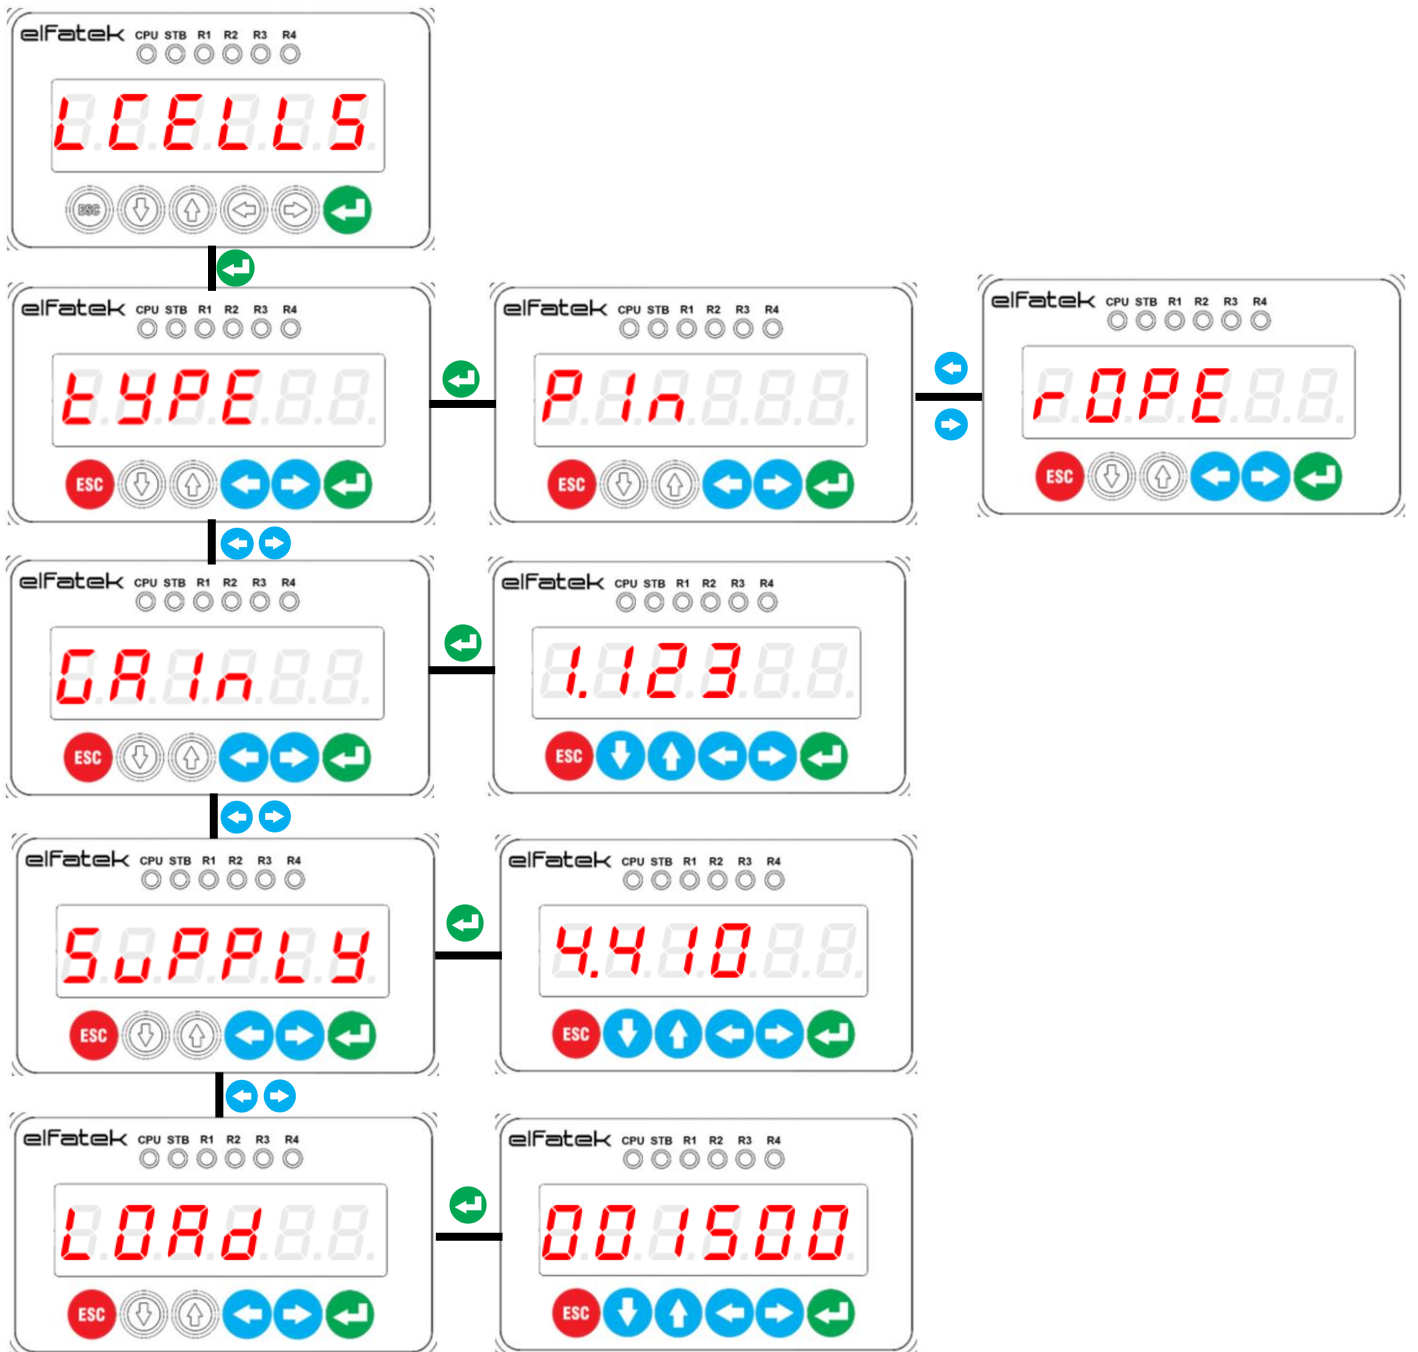 elFatek CPU STB R1 R2 R3 R4
LCELLS
ESC
elFatek CPU STB R1 R2 R3 R4
tYPE
ESC
elFatek CPU STB R1 R2 R3 R4
PIn
ESC
elFatek CPU STB R1 R2 R3 R4
rOPE
ESC
elFatek CPU STB R1 R2 R3 R4
GAIn
ESC
elFatek CPU STB R1 R2 R3 R4
1.123
ESC
elFatek CPU STB R1 R2 R3 R4
SuPPLY
ESC
elFatek CPU STB R1 R2 R3 R4
4.410
ESC
elFatek CPU STB R1 R2 R3 R4
LOAd
ESC
elFatek CPU STB R1 R2 R3 R4
001500
ESC